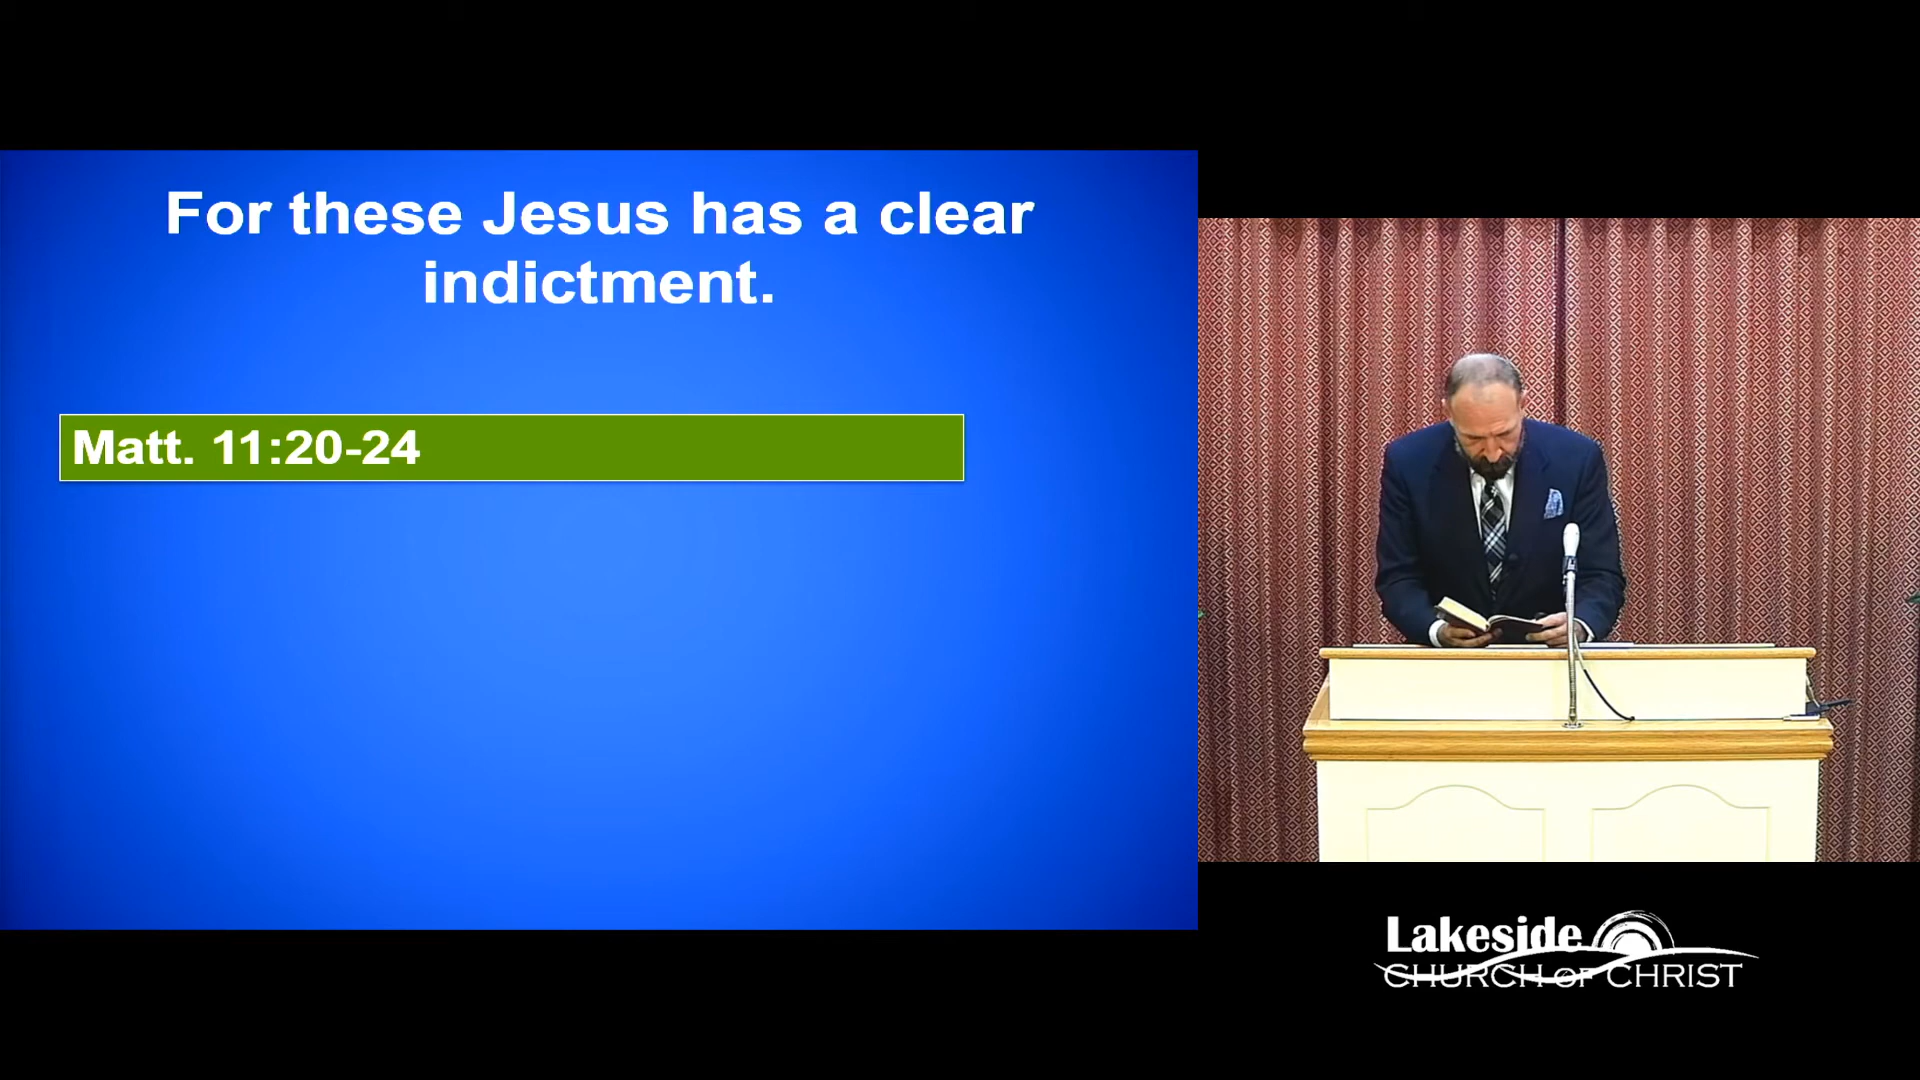 For these Jesus has a clear
indictment.
Matt. 11:20-24
Lakeside
CHURCH OF CHRIST